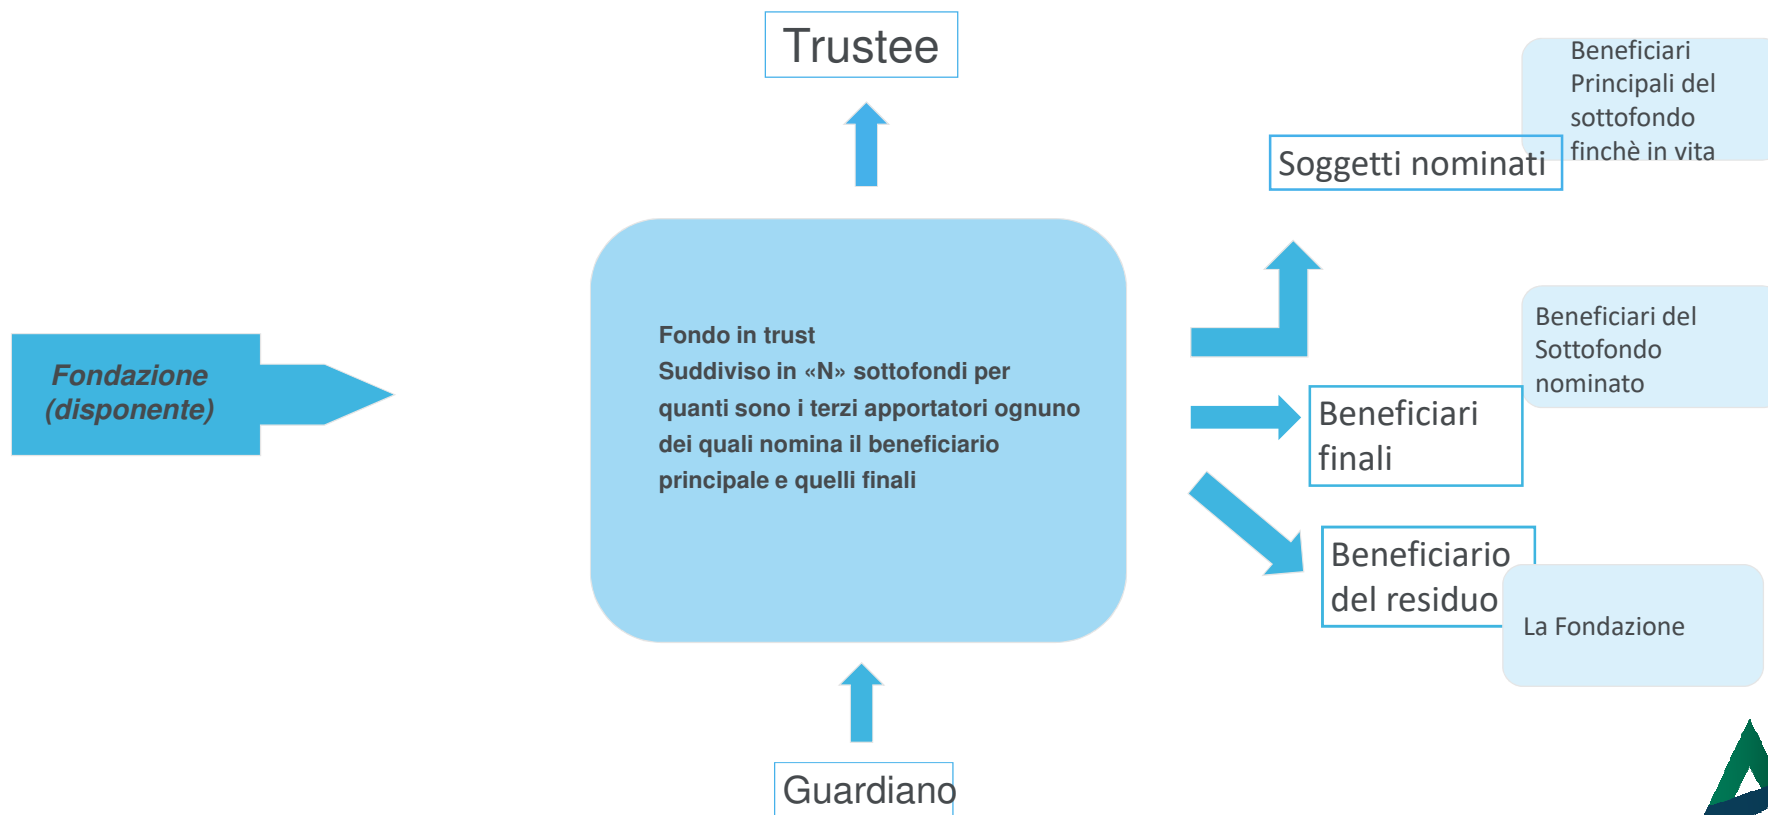 Trustee
Beneficiari
Principali del
sottofondo
finchè in vita
Soggetti nominati
Fondazione
(disponente)
Fondo in trust
Suddiviso in «N» sottofondi per
quanti sono i terzi apportatori ognuno
dei quali nomina il beneficiario
principale e quelli finali
Beneficiari del
Sottofondo
nominato
Beneficiari
finali
Beneficiario
del residuo
La Fondazione
Guardiano